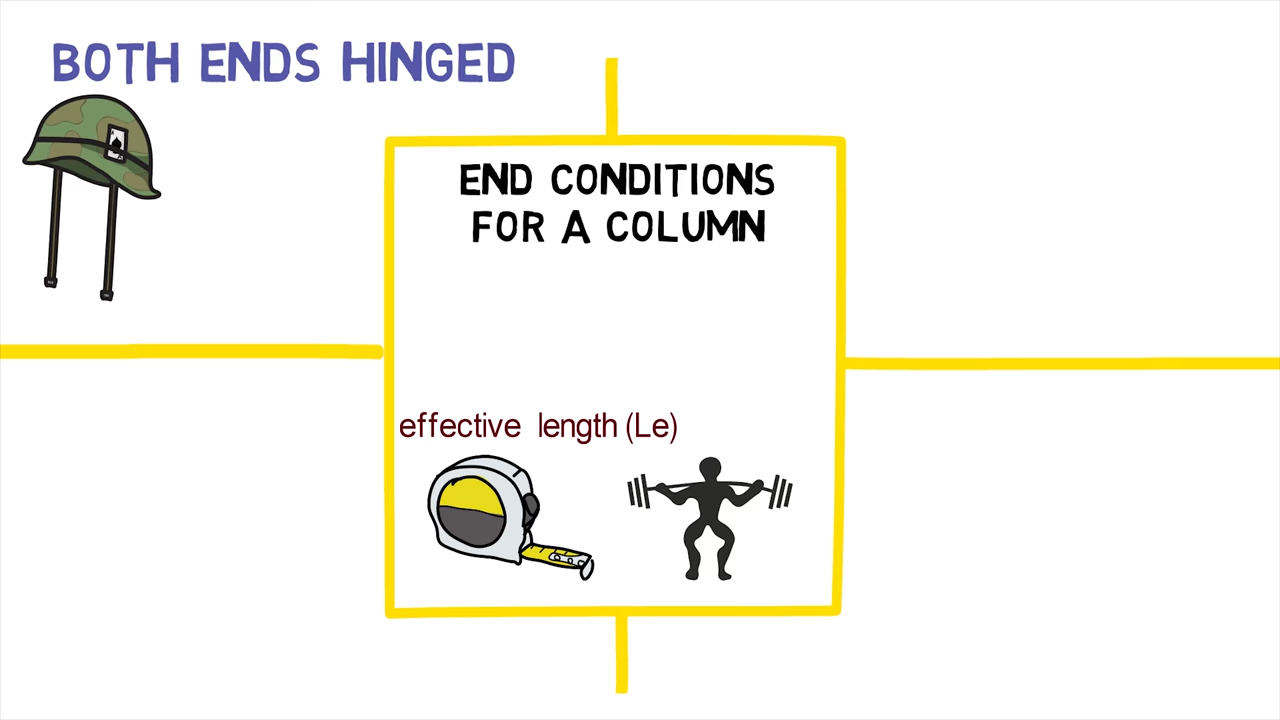 BOTH ENDS HINGED
END CONDITIONS
FOR A COLUMN
effective length (Le)